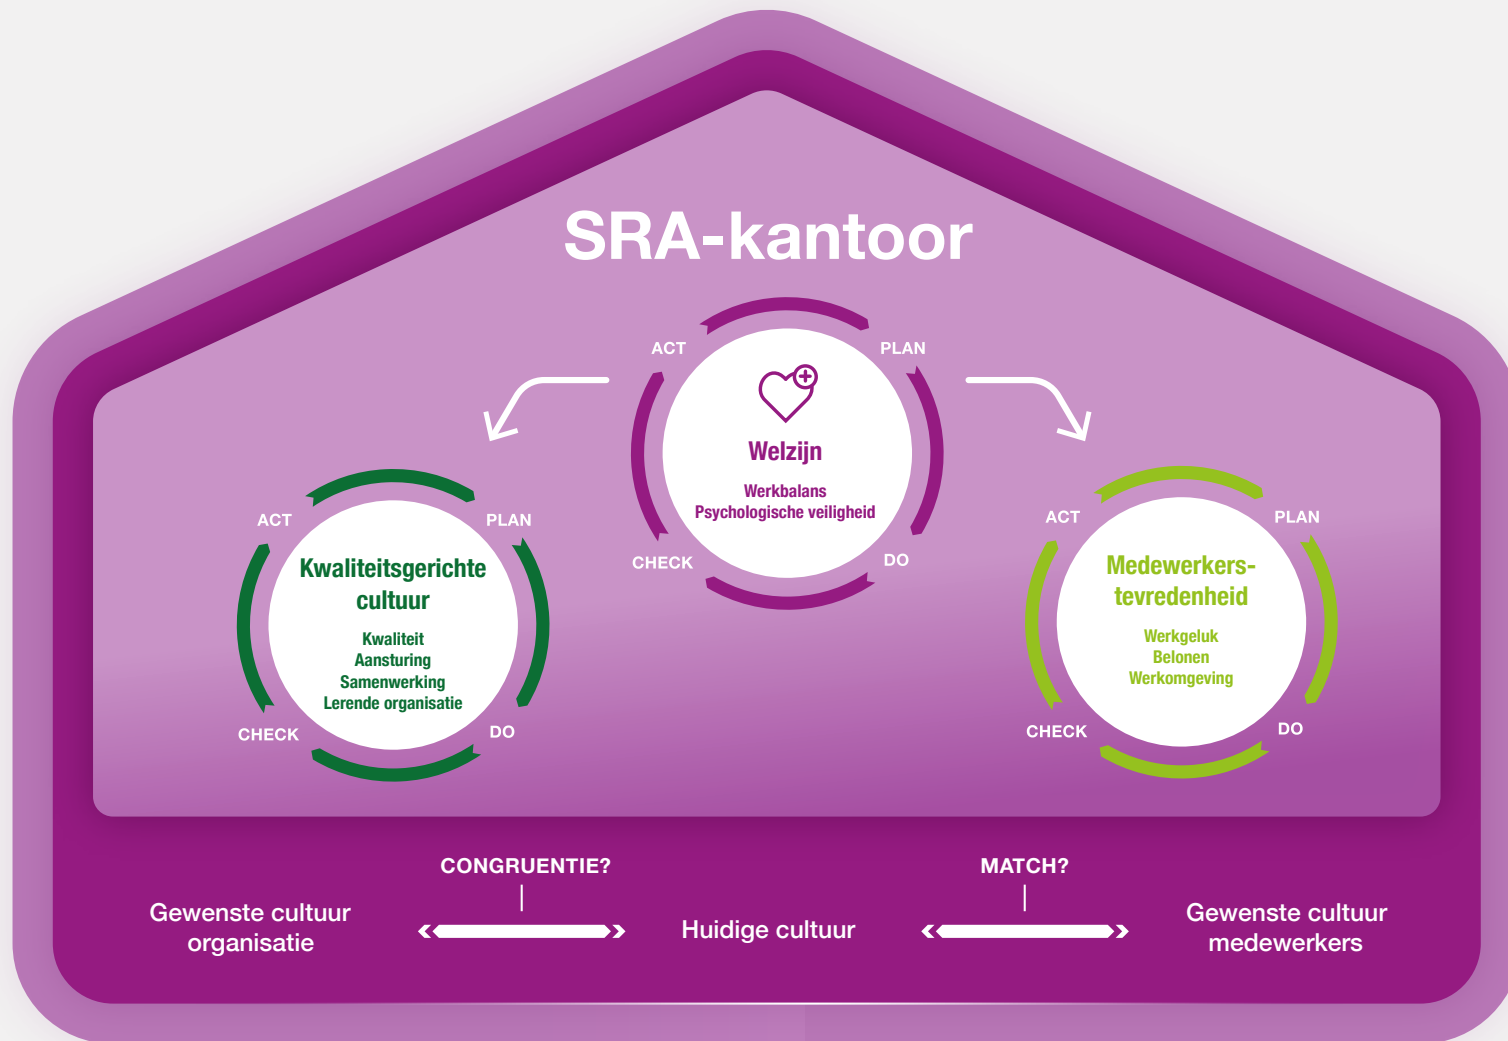 SRA-kantoor
ACT
PLAN
Welzijn
Werkbalans
Psychologische veiligheid
CHECK
DO
ACT
PLAN
Kwaliteitsgerichte
cultuur
Kwaliteit
Aansturing
Samenwerking
Lerende organisatie
CHECK
DO
ACT
PLAN
Medewerkers-
tevredenheid
Werkgeluk
Belonen
Werkomgeving
CHECK
DO
CONGRUENTIE?
MATCH?
Gewenste cultuur
organisatie
Huidige cultuur
Gewenste cultuur
medewerkers